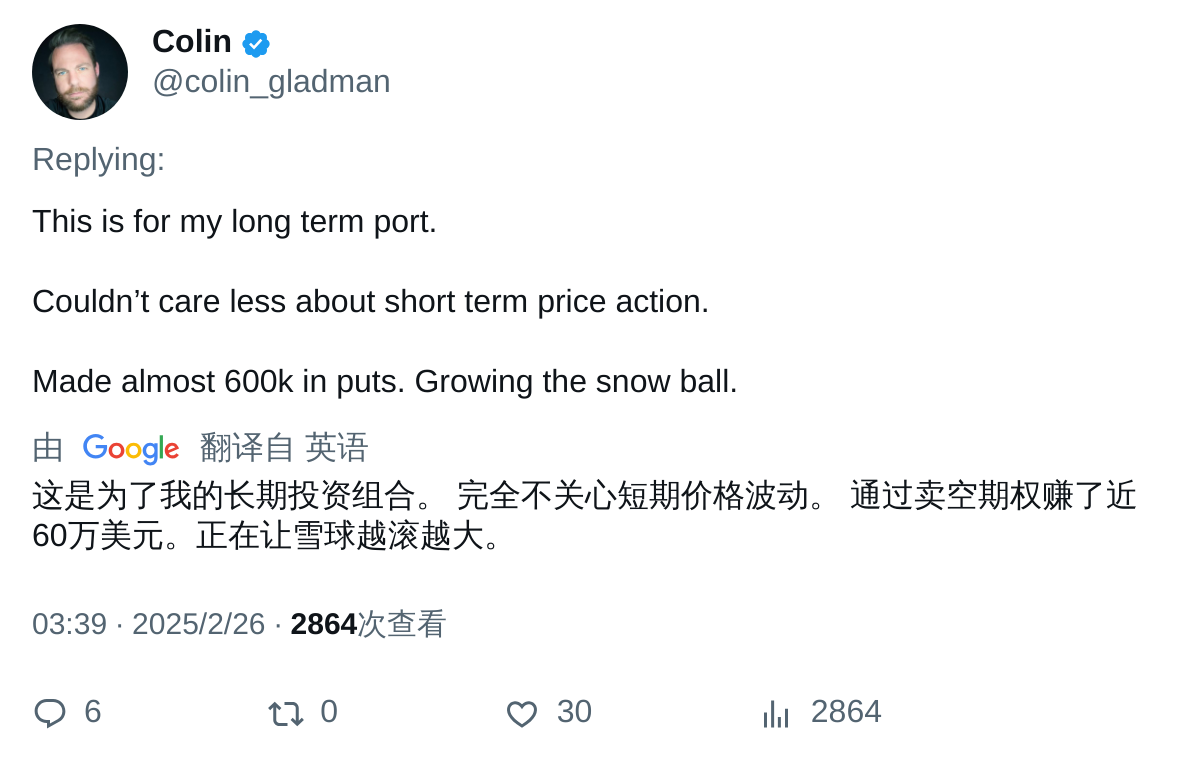 Colin
@colin_gladman
Replying:
This is for my long term port.
Couldn’t care less about short term price action.
Made almost 600k in puts. Growing the snow ball.
由 Google 翻译自 英语
这是为了我的长期投资组合。 完全不关心短期价格波动。 通过卖空期权赚了近
60万美元。正在让雪球越滚越大。
03:39 · 2025/2/26 · 2864次查看
6 0 30 2864